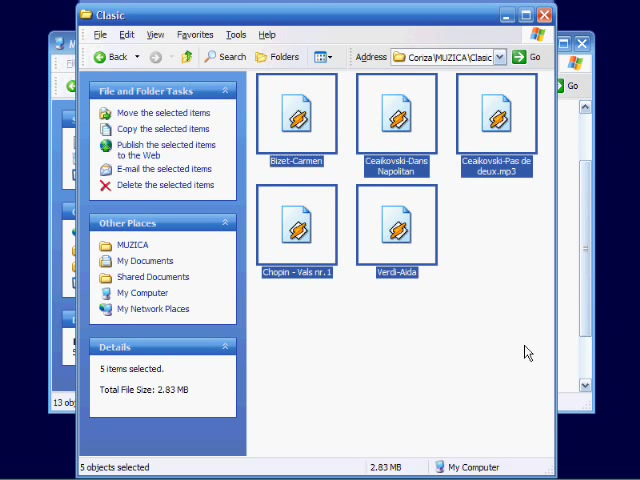 Clasic
File Edit View Favorites Tools Help
Back Search Folders Address Coriza\MUZICA\Clasic Go
Go
File and Folder Tasks
Move the selected items
Copy the selected items
Publish the selected items
to the Web
E-mail the selected items
Delete the selected items
Other Places
MUZICA
My Documents
Shared Documents
My Computer
My Network Places
Details
5 items selected.
Total File Size: 2.83 MB
Bizet-Carmen
Ceaikovski-Dans
Napolitan
Ceaikovski-Pas de
deux.mp3
Chopin - Vals nr. 1
Verdi-Aida
13 obj
5 objects selected 2.83 MB My Computer